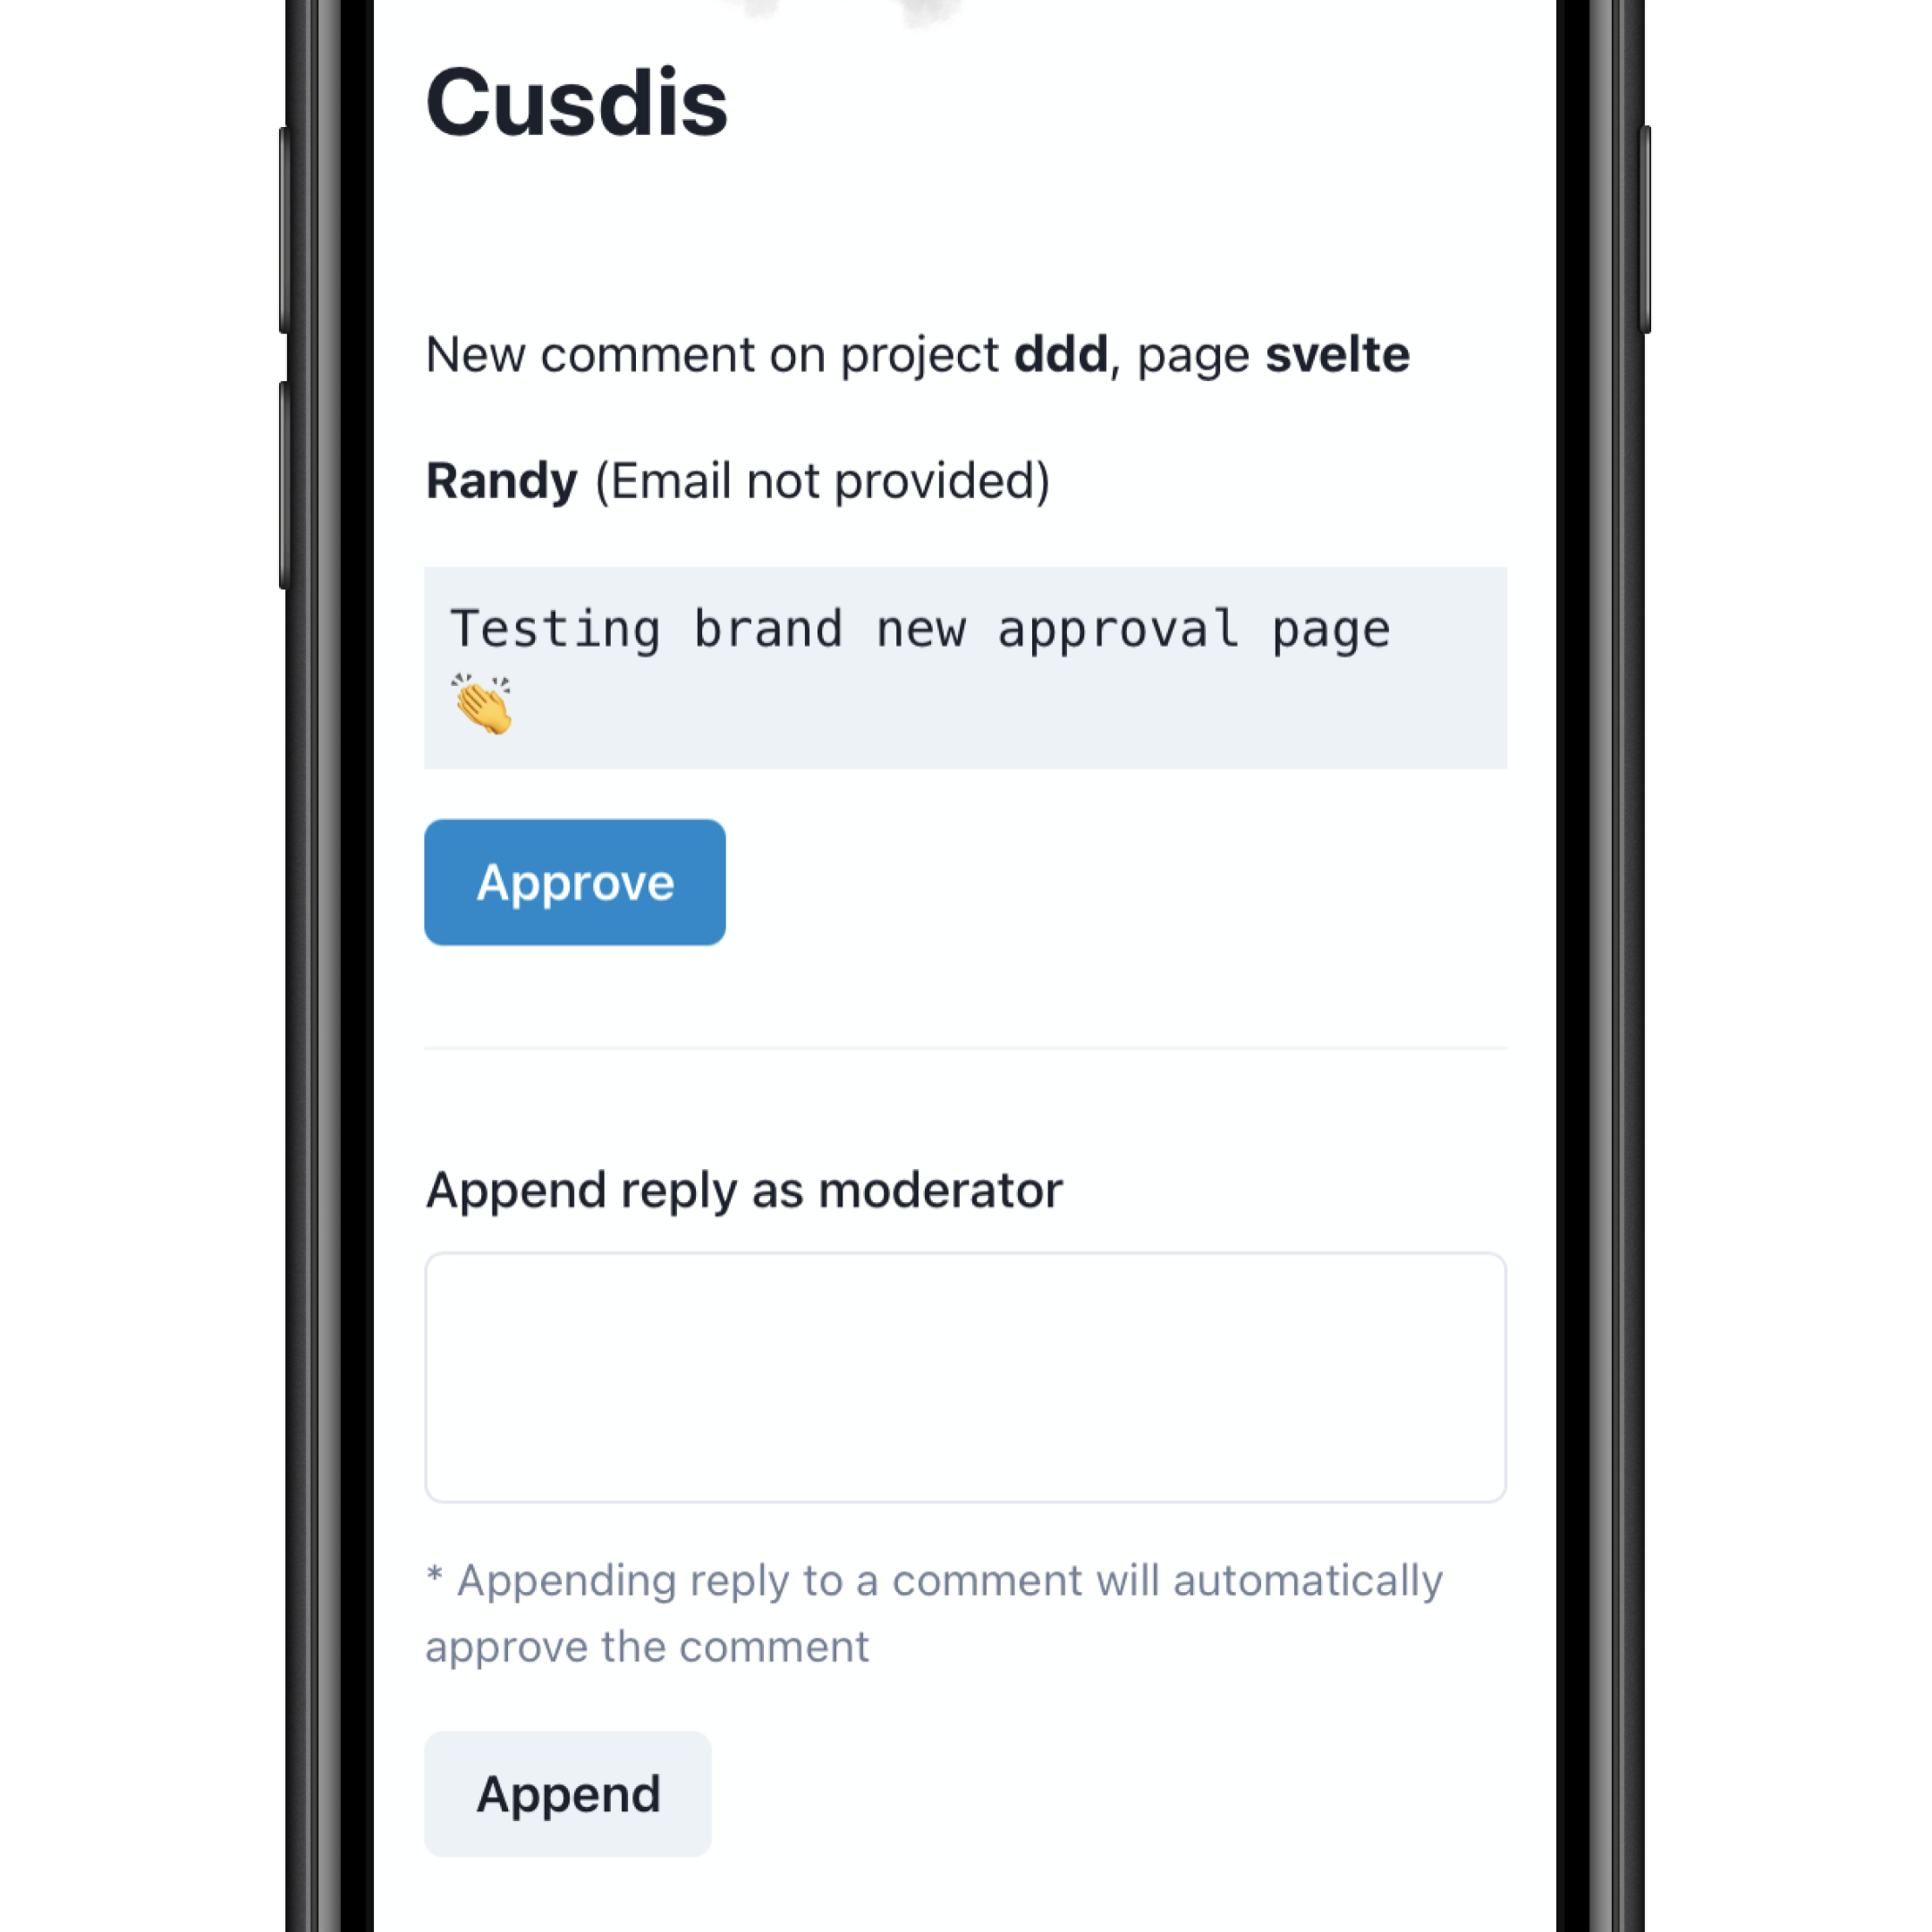 Cusdis
New comment on project ddd, page svelte
Randy (Email not provided)
Testing brand new approval page
👏
Approve
Append reply as moderator
* Appending reply to a comment will automatically
approve the comment
Append